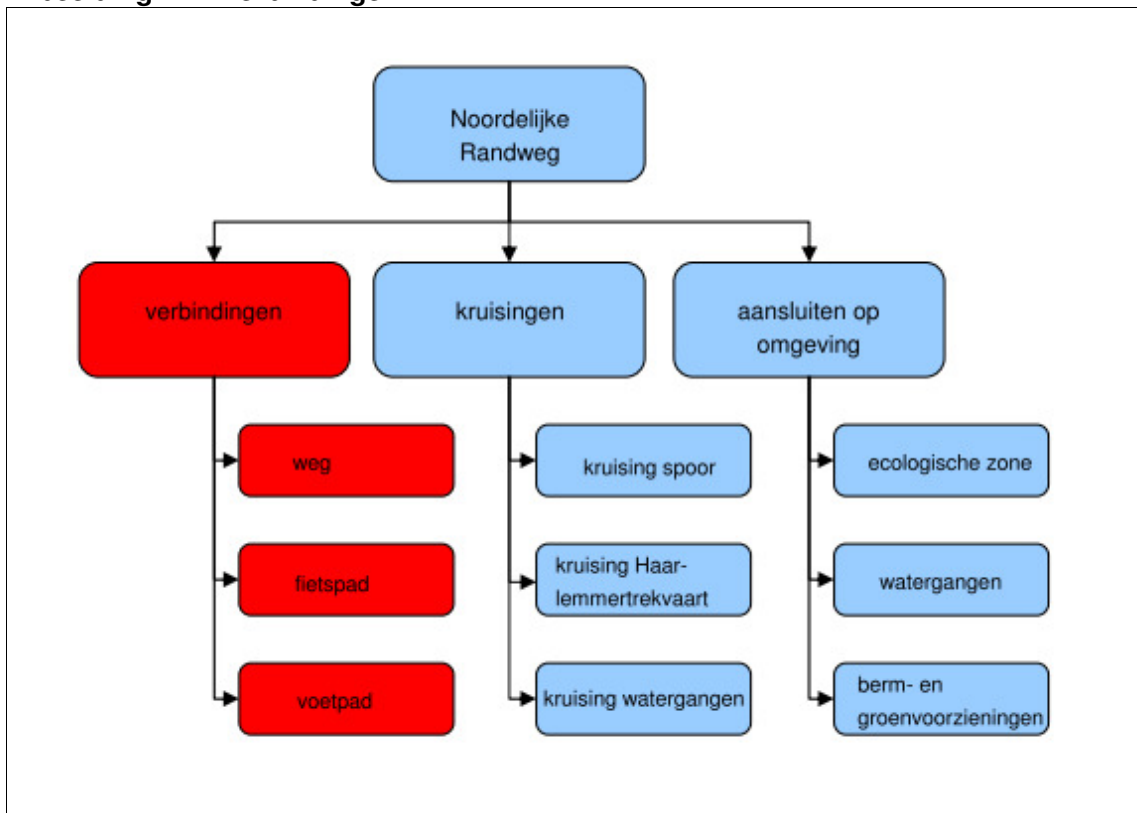 Noordelijke
Randweg
verbindingen
kruisingen
aansluiten op
omgeving
weg
kruising spoor
ecologische zone
fietspad
kruising Haar-
lemmertrekvaart
watergangen
voetpad
kruising watergangen
berm- en
groenvoorzieningen